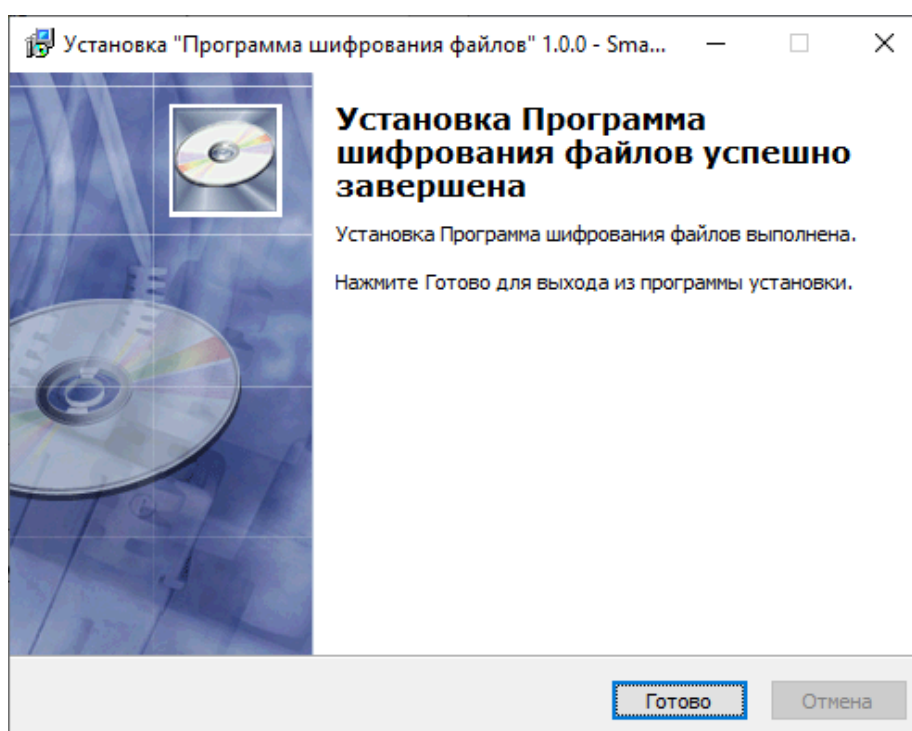 Установка "Программа шифрования файлов" 1.0.0 - Sma...
Установка Программа
шифрования файлов успешно
завершена
Установка Программа шифрования файлов выполнена.
Нажмите Готово для выхода из программы установки.
Готово
Отмена